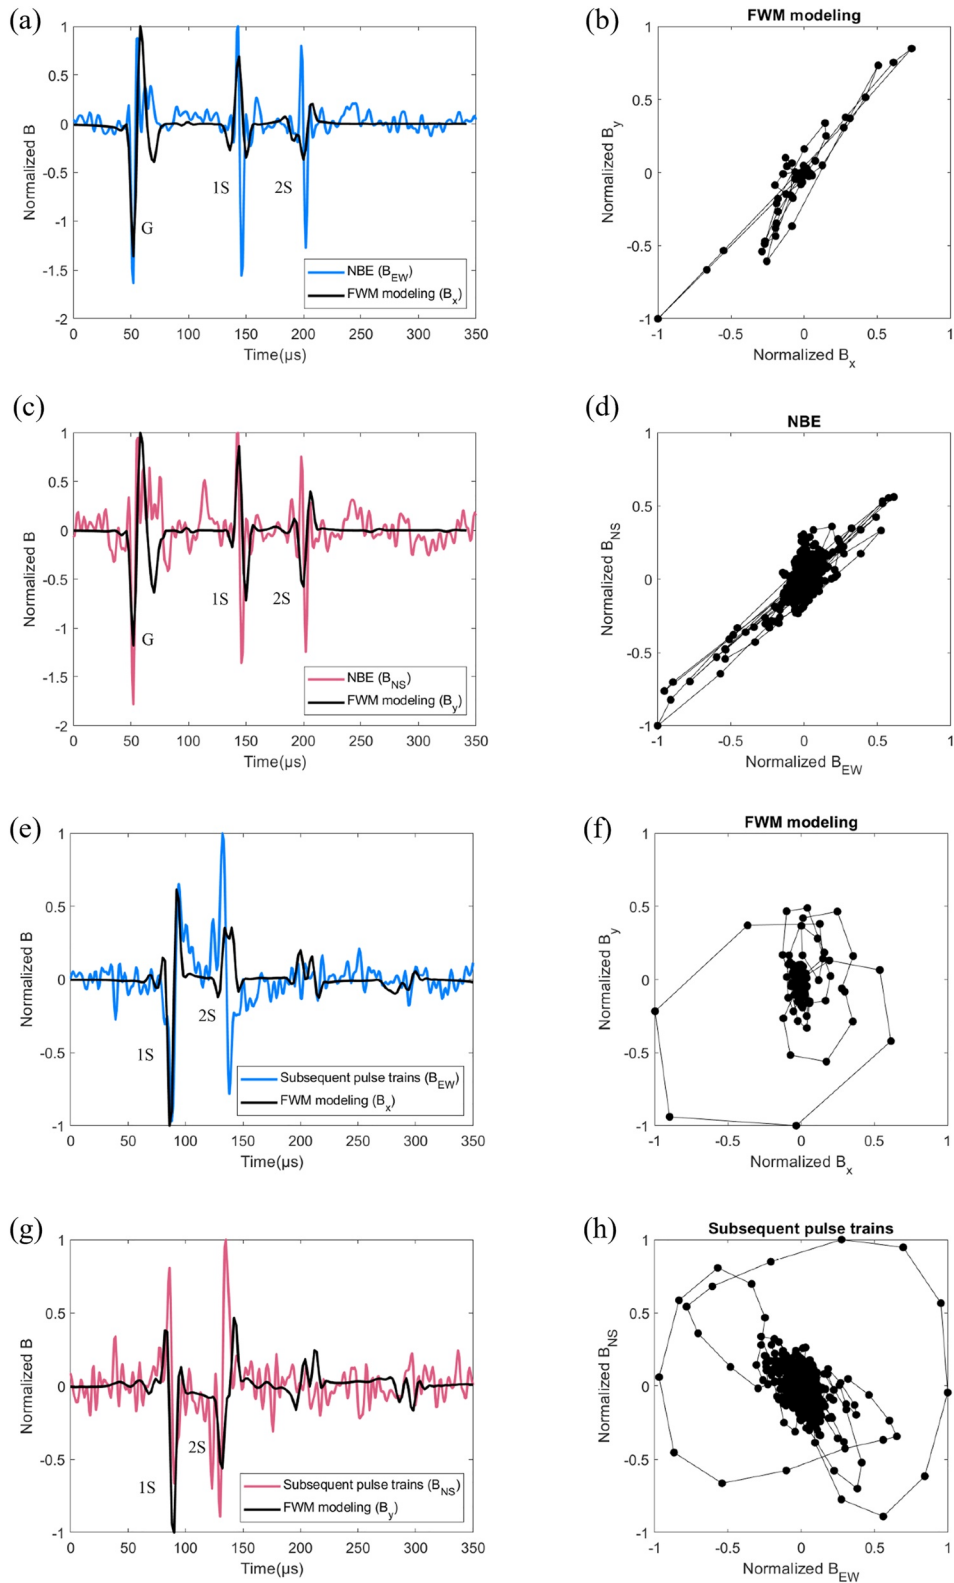 (a)
1
0.5
0
-0.5
-1
-1.5
-2
Normalized B
G
1S
2S
NBE (B_EW)
FWM modeling (B_x)
0 50 100 150 200 250 300 350
Time(µs)
(b)
FWM modeling
1
0.5
0
-0.5
-1
Normalized B_y
-1 -0.5 0 0.5 1
Normalized B_x
(c)
1
0.5
0
-0.5
-1
-1.5
-2
Normalized B
G
1S
2S
NBE (B_NS)
FWM modeling (B_y)
0 50 100 150 200 250 300 350
Time(µs)
(d)
NBE
1
0.5
0
-0.5
-1
Normalized B_NS
-1 -0.5 0 0.5 1
Normalized B_EW
(e)
1
0.5
0
-0.5
-1
Normalized B
1S
2S
Subsequent pulse trains (B_EW)
FWM modeling (B_x)
0 50 100 150 200 250 300 350
Time(µs)
(f)
FWM modeling
1
0.5
0
-0.5
-1
Normalized B_y
-1 -0.5 0 0.5 1
Normalized B_x
(g)
1
0.5
0
-0.5
-1
Normalized B
1S
2S
Subsequent pulse trains (B_NS)
FWM modeling (B_y)
0 50 100 150 200 250 300 350
Time(µs)
(h)
Subsequent pulse trains
1
0.5
0
-0.5
-1
Normalized B_NS
-1 -0.5 0 0.5 1
Normalized B_EW